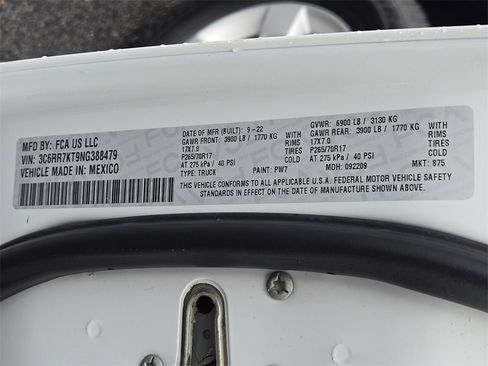 MFD BY: FCA US LLC
VIN: 3C6RR7KT9NG388479
VEHICLE MADE IN: MEXICO
DATE OF MFR (BUILT): 9-22
GAWR FRONT: 3900 LB / 1770 KG
17X7.0
P265/70R17
AT 275 kPa / 40 PSI
TYPE: TRUCK
WITH
RIMS
TIRES
COLD
PAINT: PW7
GVWR: 6900 LB / 3130 KG
GAWR REAR: 3900 LB / 1770 KG
17X7.0
P265/70R17
AT 275 kPa / 40 PSI
MDH: 092209
WITH
RIMS
TIRES
COLD
MKT: 875
THIS VEHICLE CONFORMS TO ALL APPLICABLE U.S.A. FEDERAL MOTOR VEHICLE SAFETY
STANDARDS IN EFFECT ON THE DATE OF MANUFACTURE SHOWN ABOVE.